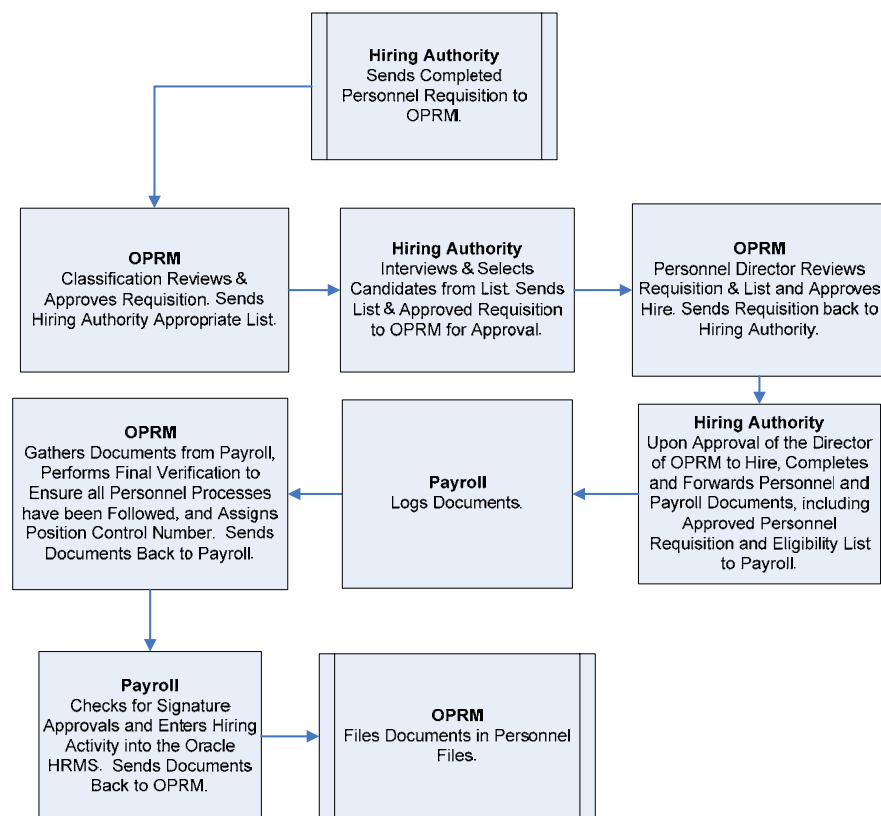 Hiring Authority
Sends Completed
Personnel Requisition to
OPRM.
OPRM
Classification Reviews &
Approves Requisition. Sends
Hiring Authority Appropriate List.
Hiring Authority
Interviews & Selects
Candidates from List. Sends
List & Approved Requisition
to OPRM for Approval.
OPRM
Personnel Director Reviews
Requisition & List and Approves
Hire. Sends Requisition back to
Hiring Authority.
Hiring Authority
Upon Approval of the Director
of OPRM to Hire, Completes
and Forwards Personnel and
Payroll Documents, including
Approved Personnel
Requisition and Eligibility List
to Payroll.
Payroll
Logs Documents.
OPRM
Gathers Documents from Payroll,
Performs Final Verification to
Ensure all Personnel Processes
have been Followed, and Assigns
Position Control Number. Sends
Documents Back to Payroll.
Payroll
Checks for Signature
Approvals and Enters Hiring
Activity into the Oracle
HRMS. Sends Documents
Back to OPRM.
OPRM
Files Documents in Personnel
Files.